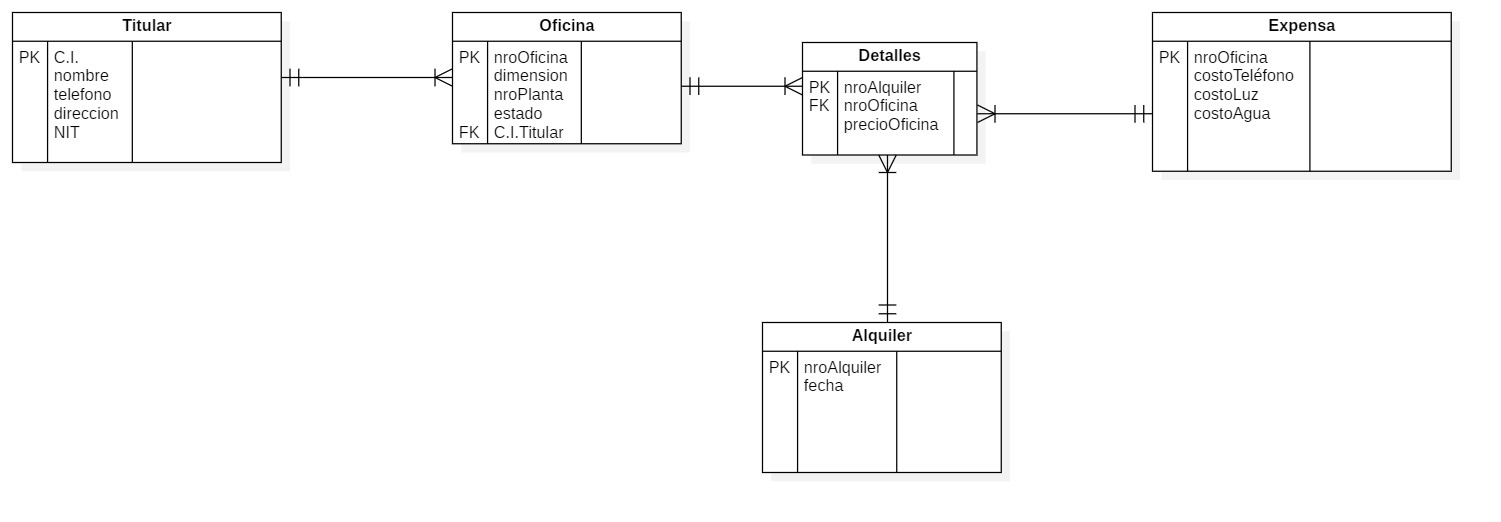 Titular
PK C.I.
nombre
telefono
direccion
NIT
Oficina
PK nroOficina
dimension
nroPlanta
estado
FK C.I.Titular
Detalles
PK nroAlquiler
FK nroOficina
precioOficina
Expensa
PK nroOficina
costoTeléfono
costoLuz
costoAgua
Alquiler
PK nroAlquiler
fecha